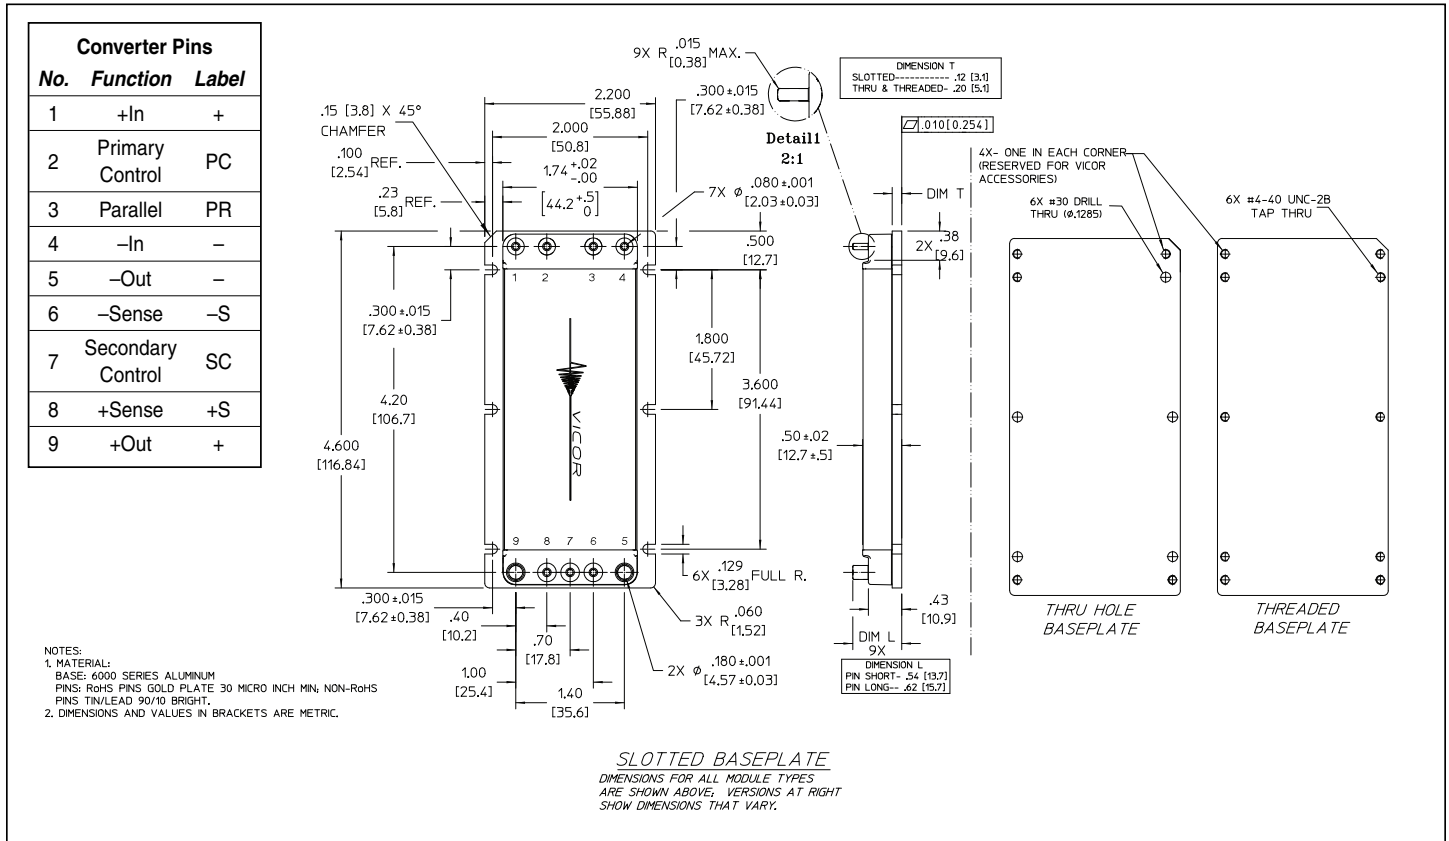 Converter Pins
No. Function Label
1 +In +
2 Primary Control PC
3 Parallel PR
4 –In –
5 –Out –
6 –Sense –S
7 Secondary Control SC
8 +Sense +S
9 +Out +
.15 [3.8] X 45°
CHAMFER
.100
[2.54] REF.
.23
[5.8] REF.
2.200
[55.88]
2.000
[50.8]
1.74 +.02 -.00
[44.2 +.5 0]
9X R .015 [0.38] MAX.
.300 ±.015
[7.62 ±0.38]
Detail1
2:1
7X ø .080 ±.001
[2.03 ±0.03]
DIMENSION T
SLOTTED----------- .12 [3.1]
THRU & THREADED- .20 [5.1]
.010[0.254]
DIM T
.500
[12.7]
2X .38
[9.6]
4X- ONE IN EACH CORNER
(RESERVED FOR VICOR
ACCESSORIES)
6X #30 DRILL
THRU (ø.1285)
6X #4-40 UNC-2B
TAP THRU
1 2 3 4
.300 ±.015
[7.62 ±0.38]
1.800
[45.72]
3.600
[91.44]
4.20
[106.7]
4.600
[116.84]
VICOR
.50 ±.02
[12.7 ±.5]
9 8 7 6 5
6X .129
[3.28] FULL R.
.300 ±.015
[7.62 ±0.38]
.40
[10.2]
.70
[17.8]
1.00
[25.4]
1.40
[35.6]
3X R .060
[1.52]
2X ø .180 ±.001
[4.57 ±0.03]
.43
[10.9]
DIM L
9X
DIMENSION L
PIN SHORT- .54 [13.7]
PIN LONG-- .62 [15.7]
THRU HOLE
BASEPLATE
THREADED
BASEPLATE
NOTES:
1. MATERIAL:
BASE: 6000 SERIES ALUMINUM
PINS: RoHS PINS GOLD PLATE 30 MICRO INCH MIN; NON-RoHS
PINS TIN/LEAD 90/10 BRIGHT.
2. DIMENSIONS AND VALUES IN BRACKETS ARE METRIC.
SLOTTED BASEPLATE
DIMENSIONS FOR ALL MODULE TYPES
ARE SHOWN ABOVE; VERSIONS AT RIGHT
SHOW DIMENSIONS THAT VARY.